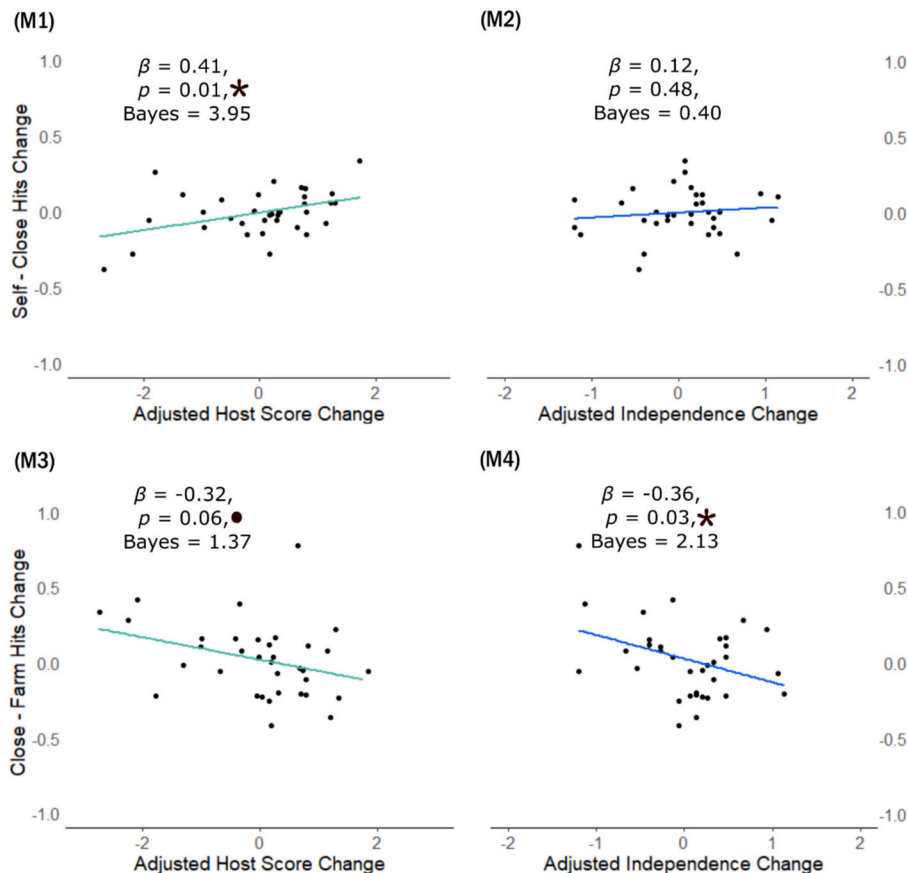 (M1)
(M2)
β = 0.41,
p = 0.01,*
Bayes = 3.95
β = 0.12,
p = 0.48,
Bayes = 0.40
1.0
0.5
0.0
-0.5
-1.0
1.0
0.5
0.0
-0.5
-1.0
Self - Close Hits Change
-2
0
2
-2
-1
0
1
2
Adjusted Host Score Change
Adjusted Independence Change
(M3)
(M4)
β = -0.32,
p = 0.06,•
Bayes = 1.37
β = -0.36,
p = 0.03,*
Bayes = 2.13
1.0
0.5
0.0
-0.5
-1.0
1.0
0.5
0.0
-0.5
-1.0
Close - Farm Hits Change
-2
0
2
-2
-1
0
1
2
Adjusted Host Score Change
Adjusted Independence Change